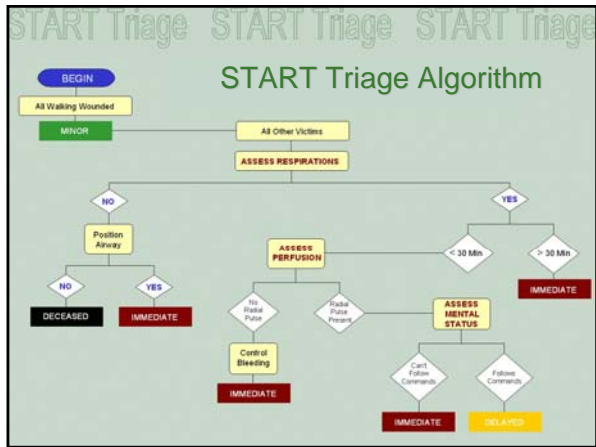 START Triage START Triage START Triage
START Triage Algorithm
BEGIN
All Walking Wounded
MINOR
All Other Victims
ASSESS RESPIRATIONS
NO
YES
Position
Airway
ASSESS
PERFUSION
< 30 Min
> 30 Min
NO
YES
DECEASED
IMMEDIATE
No
Radial
Pulse
Radial
Pulse
Present
ASSESS
MENTAL
STATUS
IMMEDIATE
Control
Bleeding
IMMEDIATE
Can't
Follow
Commands
Follows
Commands
IMMEDIATE
DELAYED